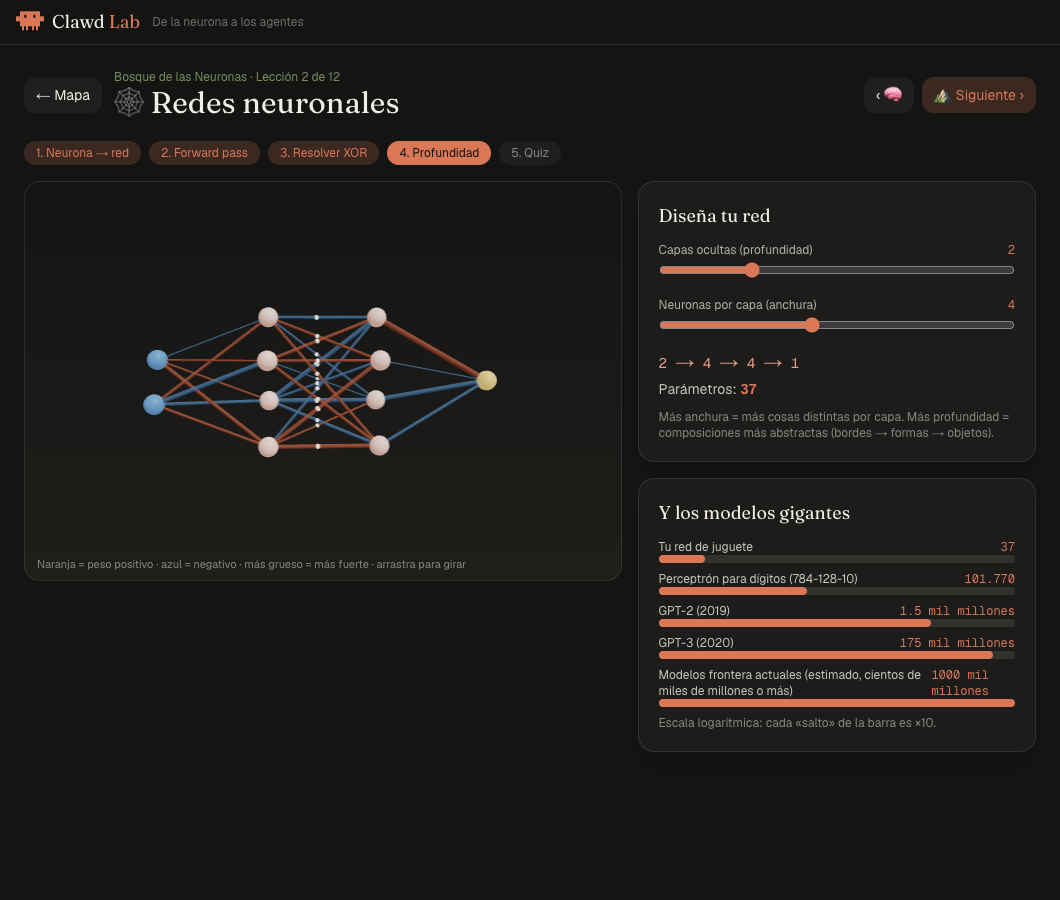 Clawd Lab De la neurona a los agentes
Bosque de las Neuronas · Lección 2 de 12
← Mapa
Redes neuronales
‹
Siguiente ›
1. Neurona → red
2. Forward pass
3. Resolver XOR
4. Profundidad
5. Quiz
Naranja = peso positivo · azul = negativo · más grueso = más fuerte · arrastra para girar
Diseña tu red
Capas ocultas (profundidad) 2
Neuronas por capa (anchura) 4
2 → 4 → 4 → 1
Parámetros: 37
Más anchura = más cosas distintas por capa. Más profundidad =
composiciones más abstractas (bordes → formas → objetos).
Y los modelos gigantes
Tu red de juguete 37
Perceptrón para dígitos (784-128-10) 101.770
GPT-2 (2019) 1.5 mil millones
GPT-3 (2020) 175 mil millones
Modelos frontera actuales (estimado, cientos de 1000 mil
miles de millones o más) millones
Escala logarítmica: cada «salto» de la barra es ×10.